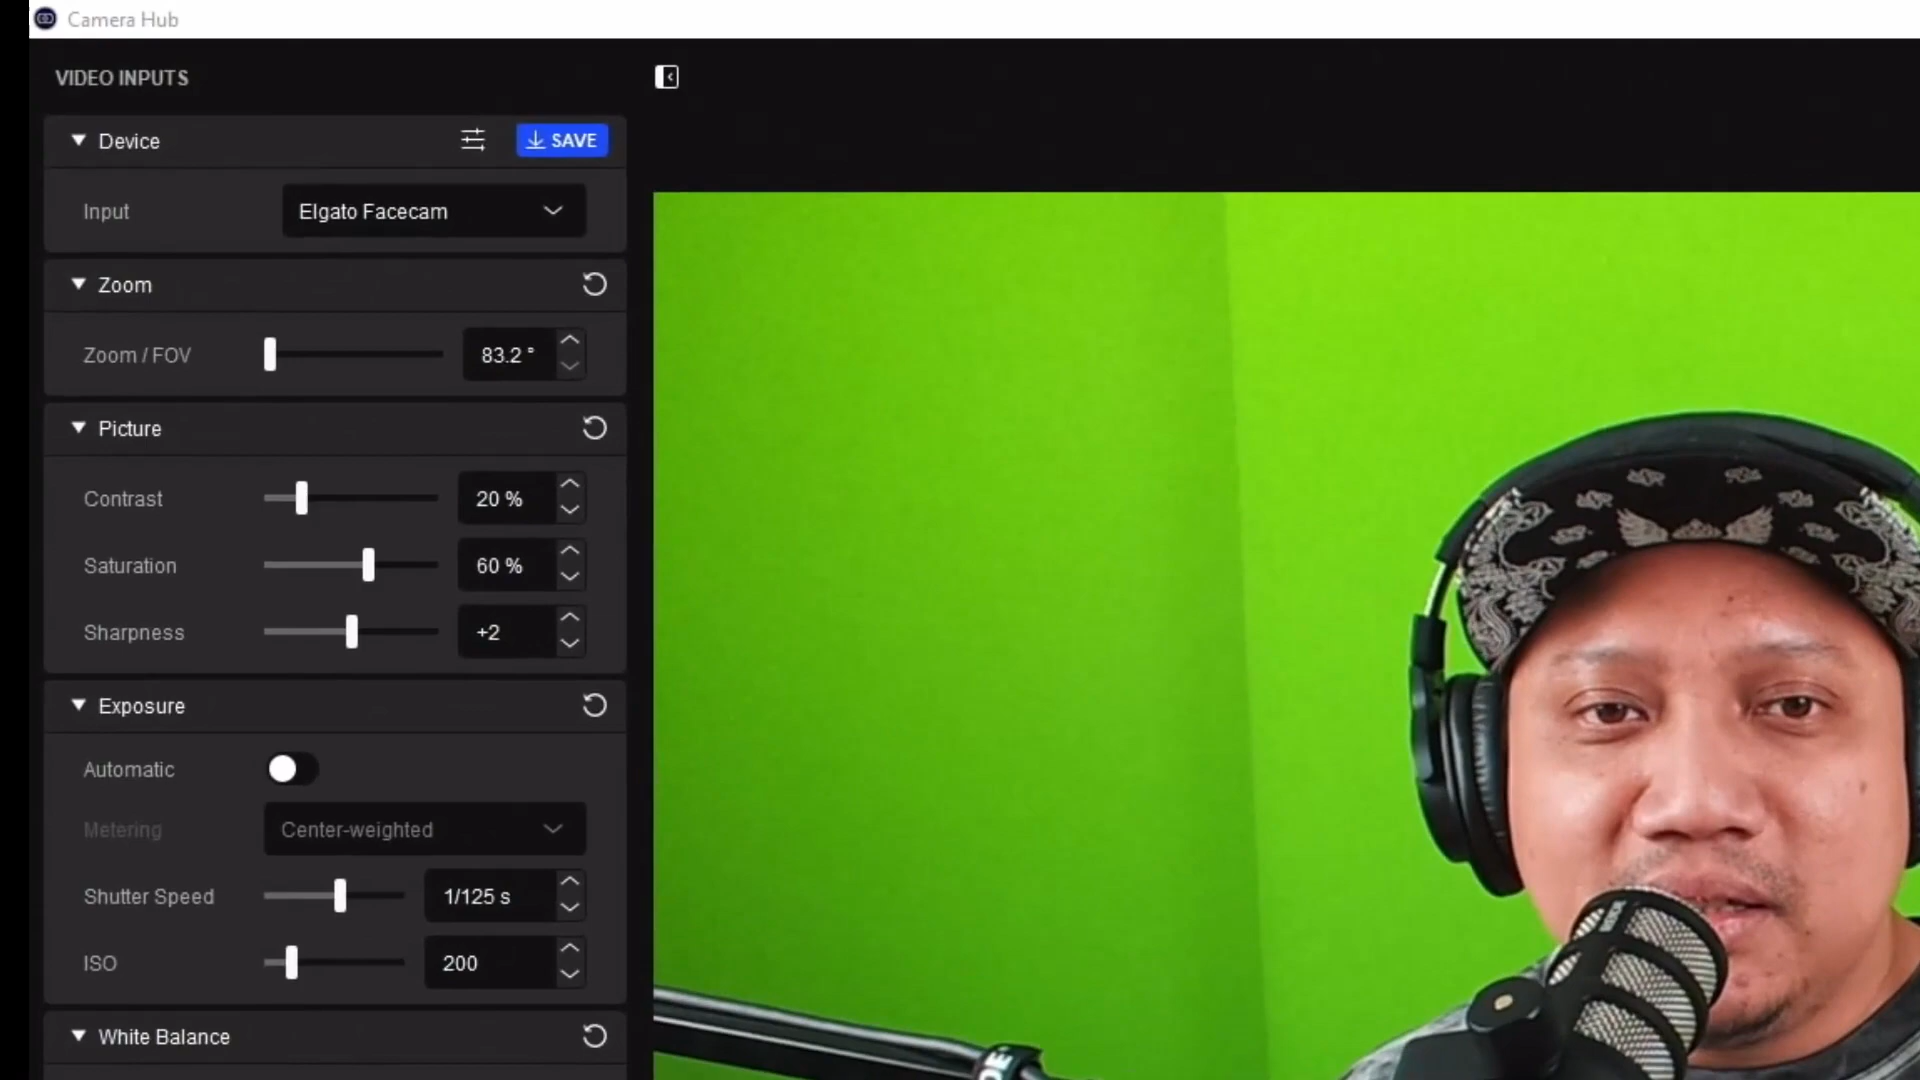 Camera Hub
VIDEO INPUTS
Device
SAVE
Input
Elgato Facecam
Zoom
Zoom / FOV
83.2 °
Picture
Contrast
20 %
Saturation
60 %
Sharpness
+2
Exposure
Automatic
Metering
Center-weighted
Shutter Speed
1/125 s
ISO
200
White Balance